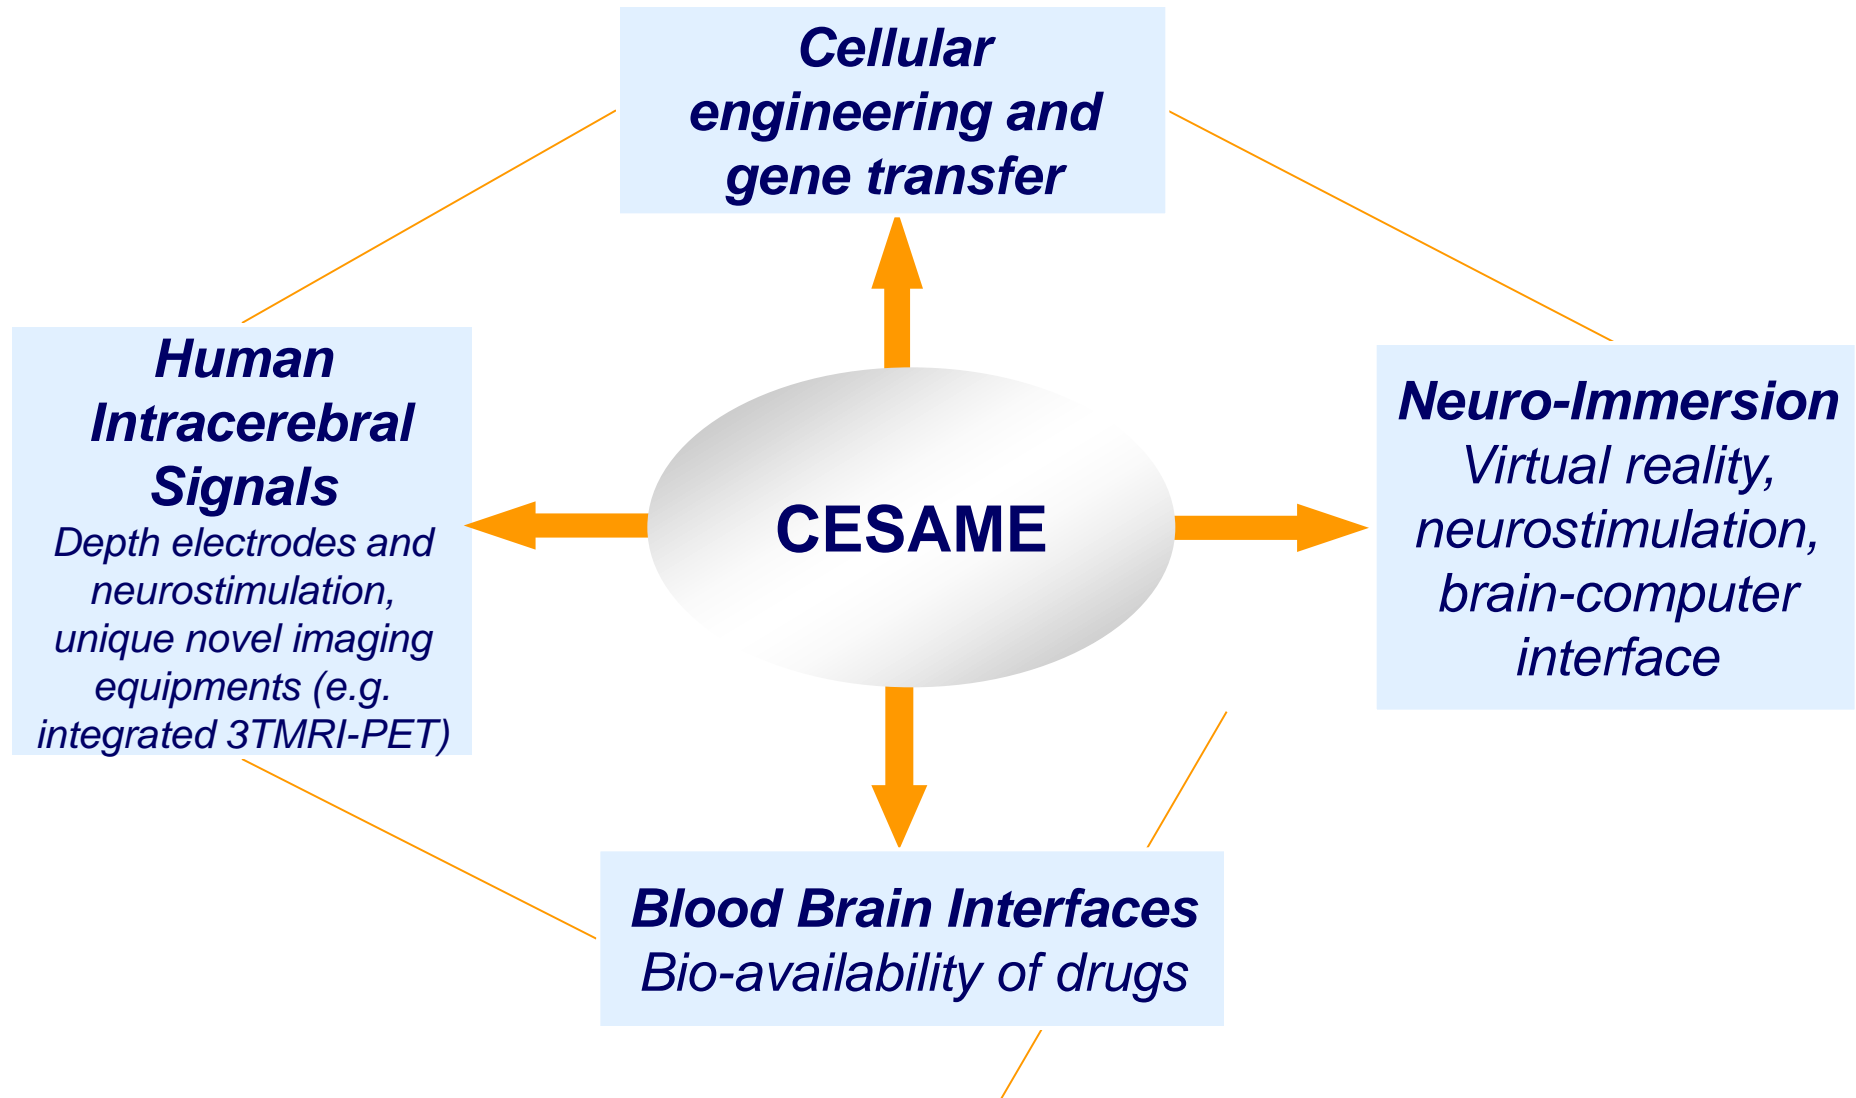 Cellular
engineering and
gene transfer
Human
Intracerebral
Signals
Depth electrodes and
neurostimulation,
unique novel imaging
equipments (e.g.
integrated 3TMRI-PET)
CESAME
Neuro-Immersion
Virtual reality,
neurostimulation,
brain-computer
interface
Blood Brain Interfaces
Bio-availability of drugs